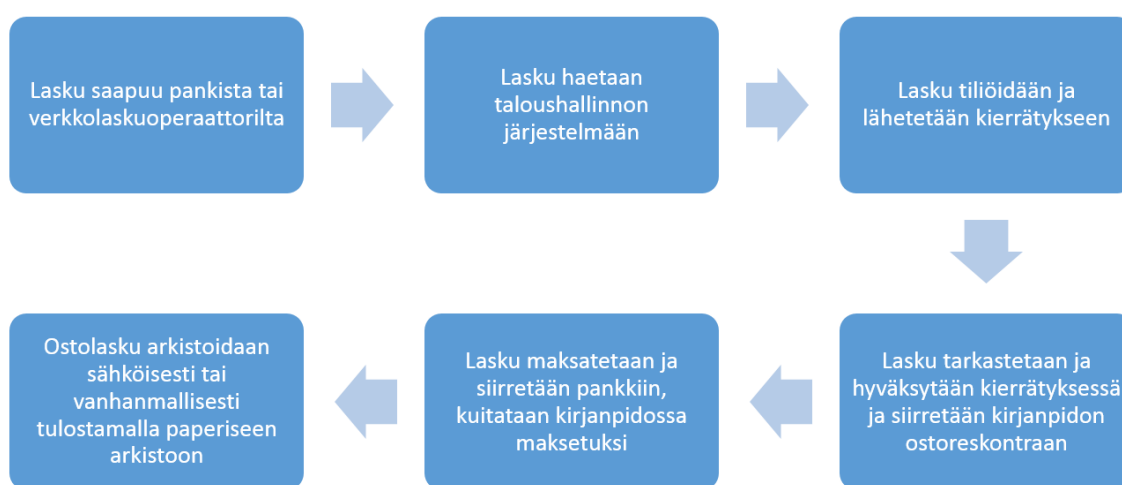 Lasku saapuu pankista tai
verkkolaskuoperaattorilta
Lasku haetaan
taloushallinnon
järjestelmään
Lasku tiliöidään ja
lähetetään kierrätykseen
Lasku tarkastetaan ja
hyväksytään kierrätyksessä
ja siirretään kirjanpidon
ostoreskontraan
Lasku maksatetaan ja
siirretään pankkiin,
kuitataan kirjanpidossa
maksetuksi
Ostolasku arkistoidaan
sähköisesti tai
vanhanmallisesti
tulostamalla paperiseen
arkistoon